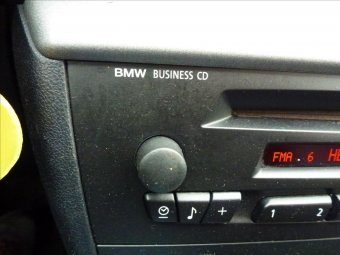 BMW BUSINESS CD
FMA . 6
+
1 2